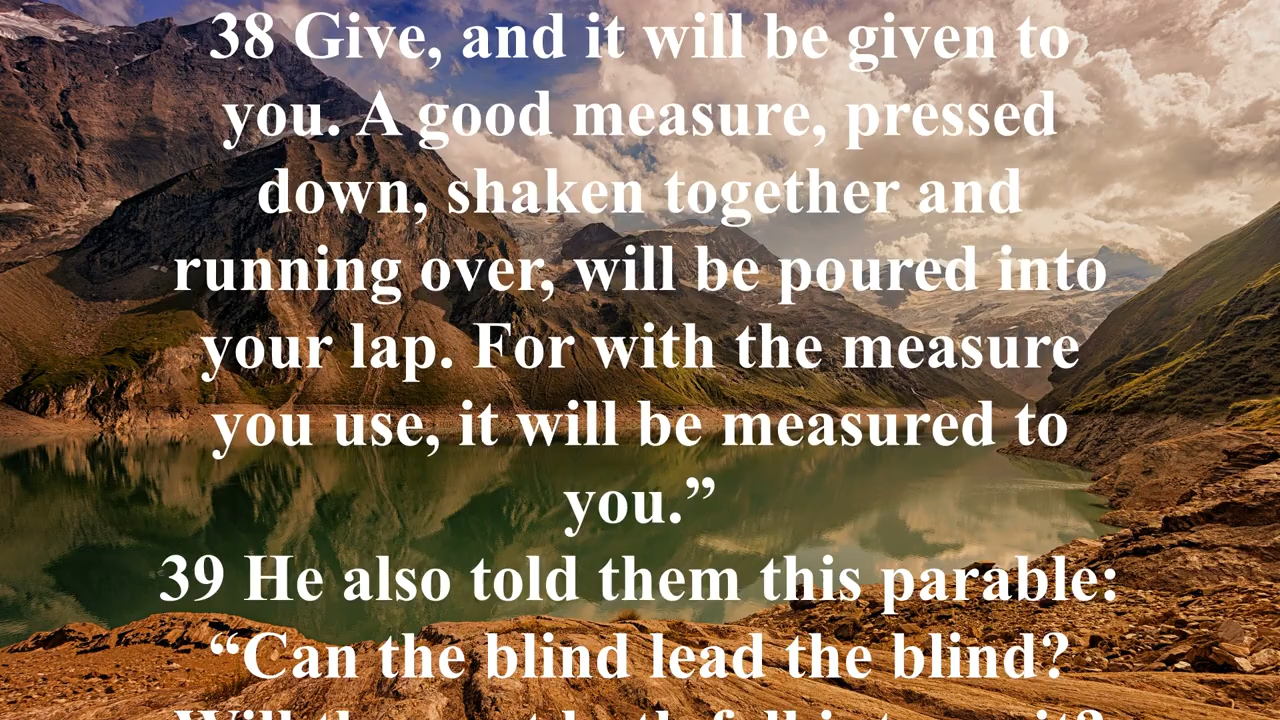 38 Give, and it will be given to
you. A good measure, pressed
down, shaken together and
running over, will be poured into
your lap. For with the measure
you use, it will be measured to
you.”
39 He also told them this parable:
“Can the blind lead the blind?